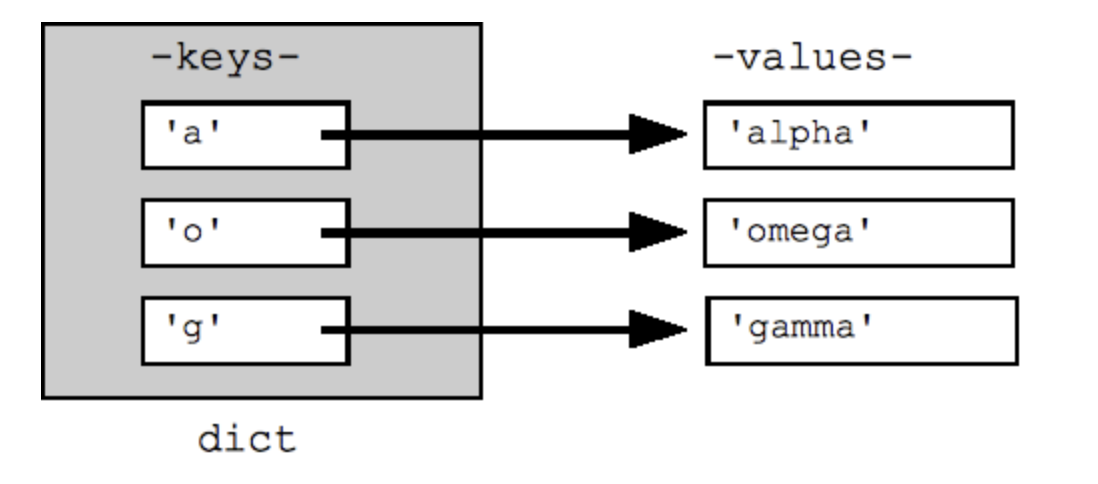 -keys- -values-
'a' 'alpha'
'o' 'omega'
'g' 'gamma'
dict